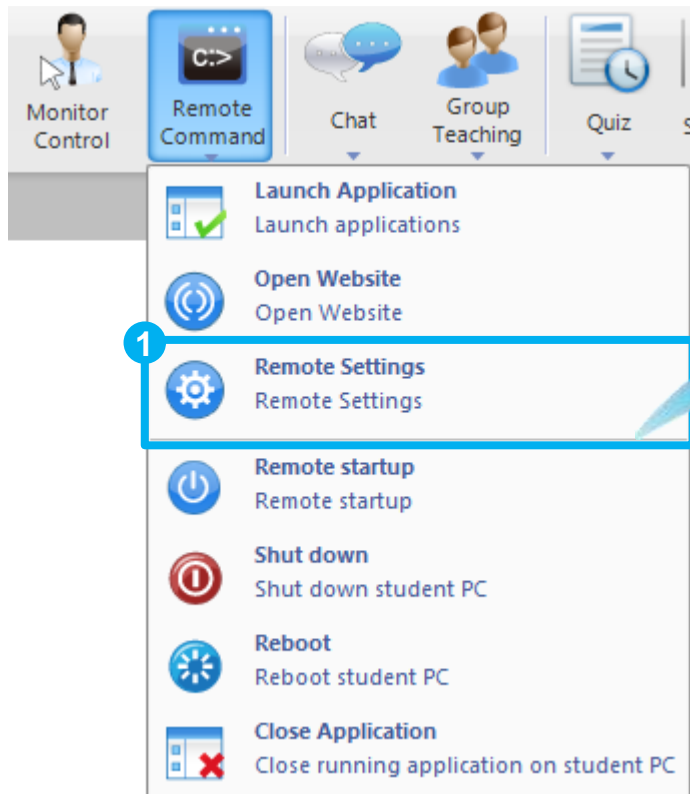 Monitor
Control
C:>
Remote
Command
Chat
Group
Teaching
Quiz
Launch Application
Launch applications
Open Website
Open Website
1
Remote Settings
Remote Settings
Remote startup
Remote startup
Shut down
Shut down student PC
Reboot
Reboot student PC
Close Application
Close running application on student PC